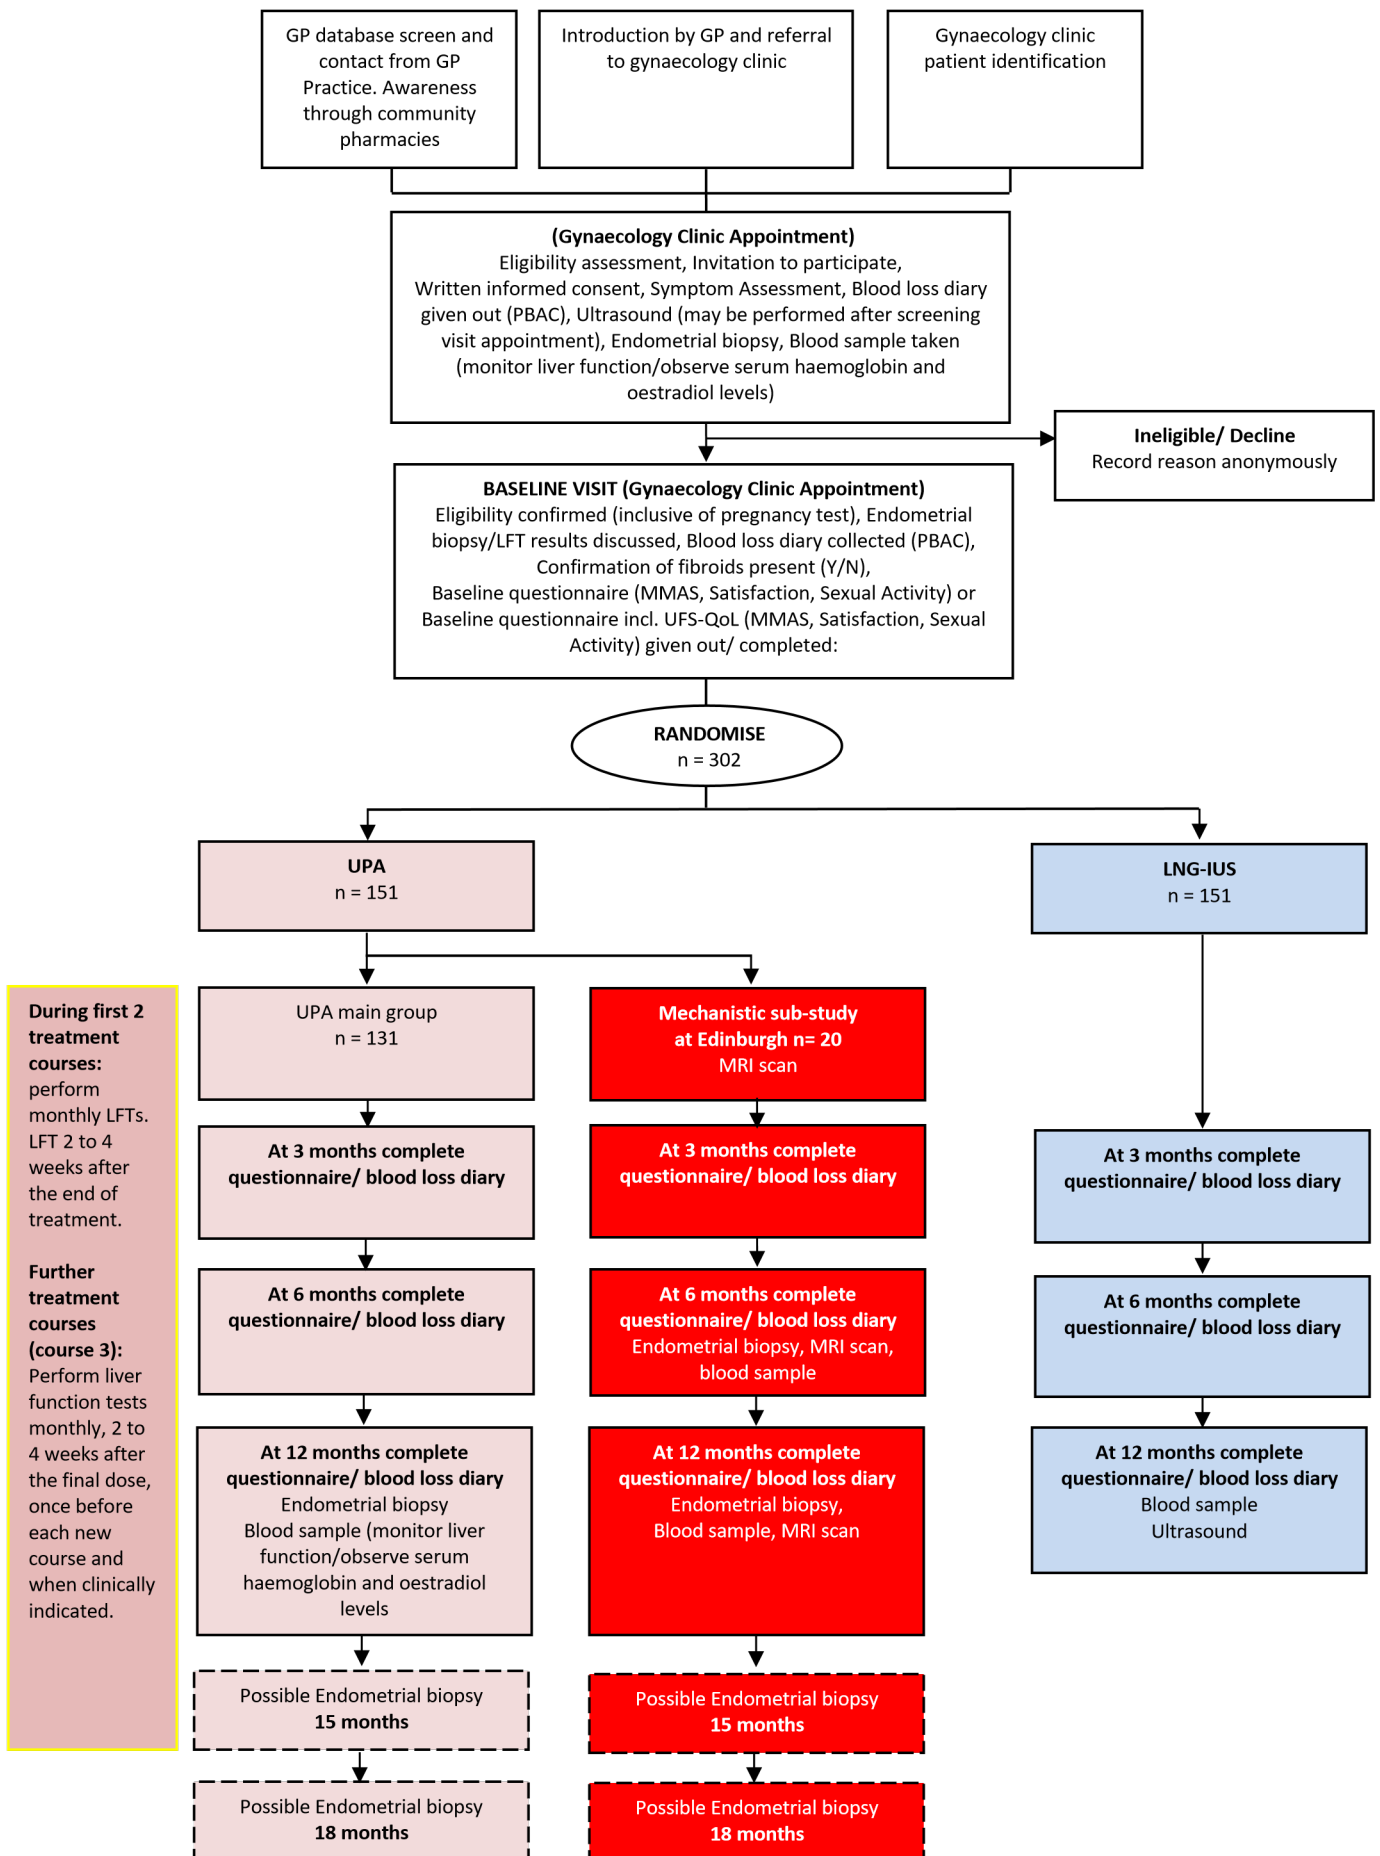 GP database screen and
contact from GP
Practice. Awareness
through community
pharmacies
Introduction by GP and referral
to gynaecology clinic
Gynaecology clinic
patient identification
(Gynaecology Clinic Appointment)
Eligibility assessment, Invitation to participate,
Written informed consent, Symptom Assessment, Blood loss diary
given out (PBAC), Ultrasound (may be performed after screening
visit appointment), Endometrial biopsy, Blood sample taken
(monitor liver function/observe serum haemoglobin and
oestradiol levels)
Ineligible/ Decline
Record reason anonymously
BASELINE VISIT (Gynaecology Clinic Appointment)
Eligibility confirmed (inclusive of pregnancy test), Endometrial
biopsy/LFT results discussed, Blood loss diary collected (PBAC),
Confirmation of fibroids present (Y/N),
Baseline questionnaire (MMAS, Satisfaction, Sexual Activity) or
Baseline questionnaire incl. UFS-QoL (MMAS, Satisfaction, Sexual
Activity) given out/ completed:
RANDOMISE
n = 302
UPA
n = 151
LNG-IUS
n = 151
During first 2
treatment
courses:
perform
monthly LFTs.
LFT 2 to 4
weeks after
the end of
treatment.
Further
treatment
courses
(course 3):
Perform liver
function tests
monthly, 2 to
4 weeks after
the final dose,
once before
each new
course and
when clinically
indicated.
UPA main group
n = 131
At 3 months complete
questionnaire/ blood loss diary
At 6 months complete
questionnaire/ blood loss diary
At 12 months complete
questionnaire/ blood loss diary
Endometrial biopsy
Blood sample (monitor liver
function/observe serum
haemoglobin and oestradiol
levels
Possible Endometrial biopsy
15 months
Possible Endometrial biopsy
18 months
Mechanistic sub-study
at Edinburgh n= 20
MRI scan
At 3 months complete
questionnaire/ blood loss diary
At 6 months complete
questionnaire/ blood loss diary
Endometrial biopsy, MRI scan,
blood sample
At 12 months complete
questionnaire/ blood loss diary
Endometrial biopsy,
Blood sample, MRI scan
Possible Endometrial biopsy
15 months
Possible Endometrial biopsy
18 months
At 3 months complete
questionnaire/ blood loss diary
At 6 months complete
questionnaire/ blood loss diary
At 12 months complete
questionnaire/ blood loss diary
Blood sample
Ultrasound